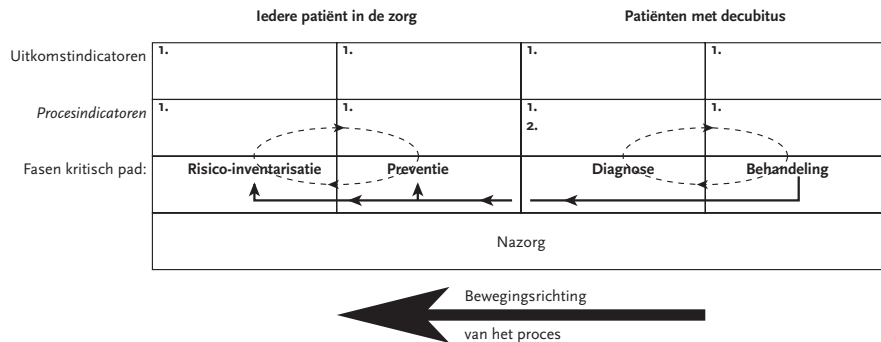 Iedere patiënt in de zorg Patiënten met decubitus
Uitkomstindicatoren 1. 1. 1. 1.
Procesindicatoren 1. 1. 1. 1.
2.
Fasen kritisch pad: Risico-inventarisatie Preventie Diagnose Behandeling
Nazorg
Bewegingsrichting
van het proces